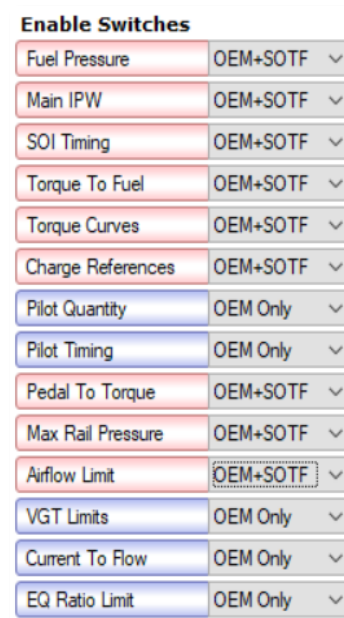 Enable Switches
Fuel Pressure OEM+SOTF
Main IPW OEM+SOTF
SOI Timing OEM+SOTF
Torque To Fuel OEM+SOTF
Torque Curves OEM+SOTF
Charge References OEM+SOTF
Pilot Quantity OEM Only
Pilot Timing OEM Only
Pedal To Torque OEM+SOTF
Max Rail Pressure OEM+SOTF
Airflow Limit OEM+SOTF
VGT Limits OEM Only
Current To Flow OEM Only
EQ Ratio Limit OEM Only